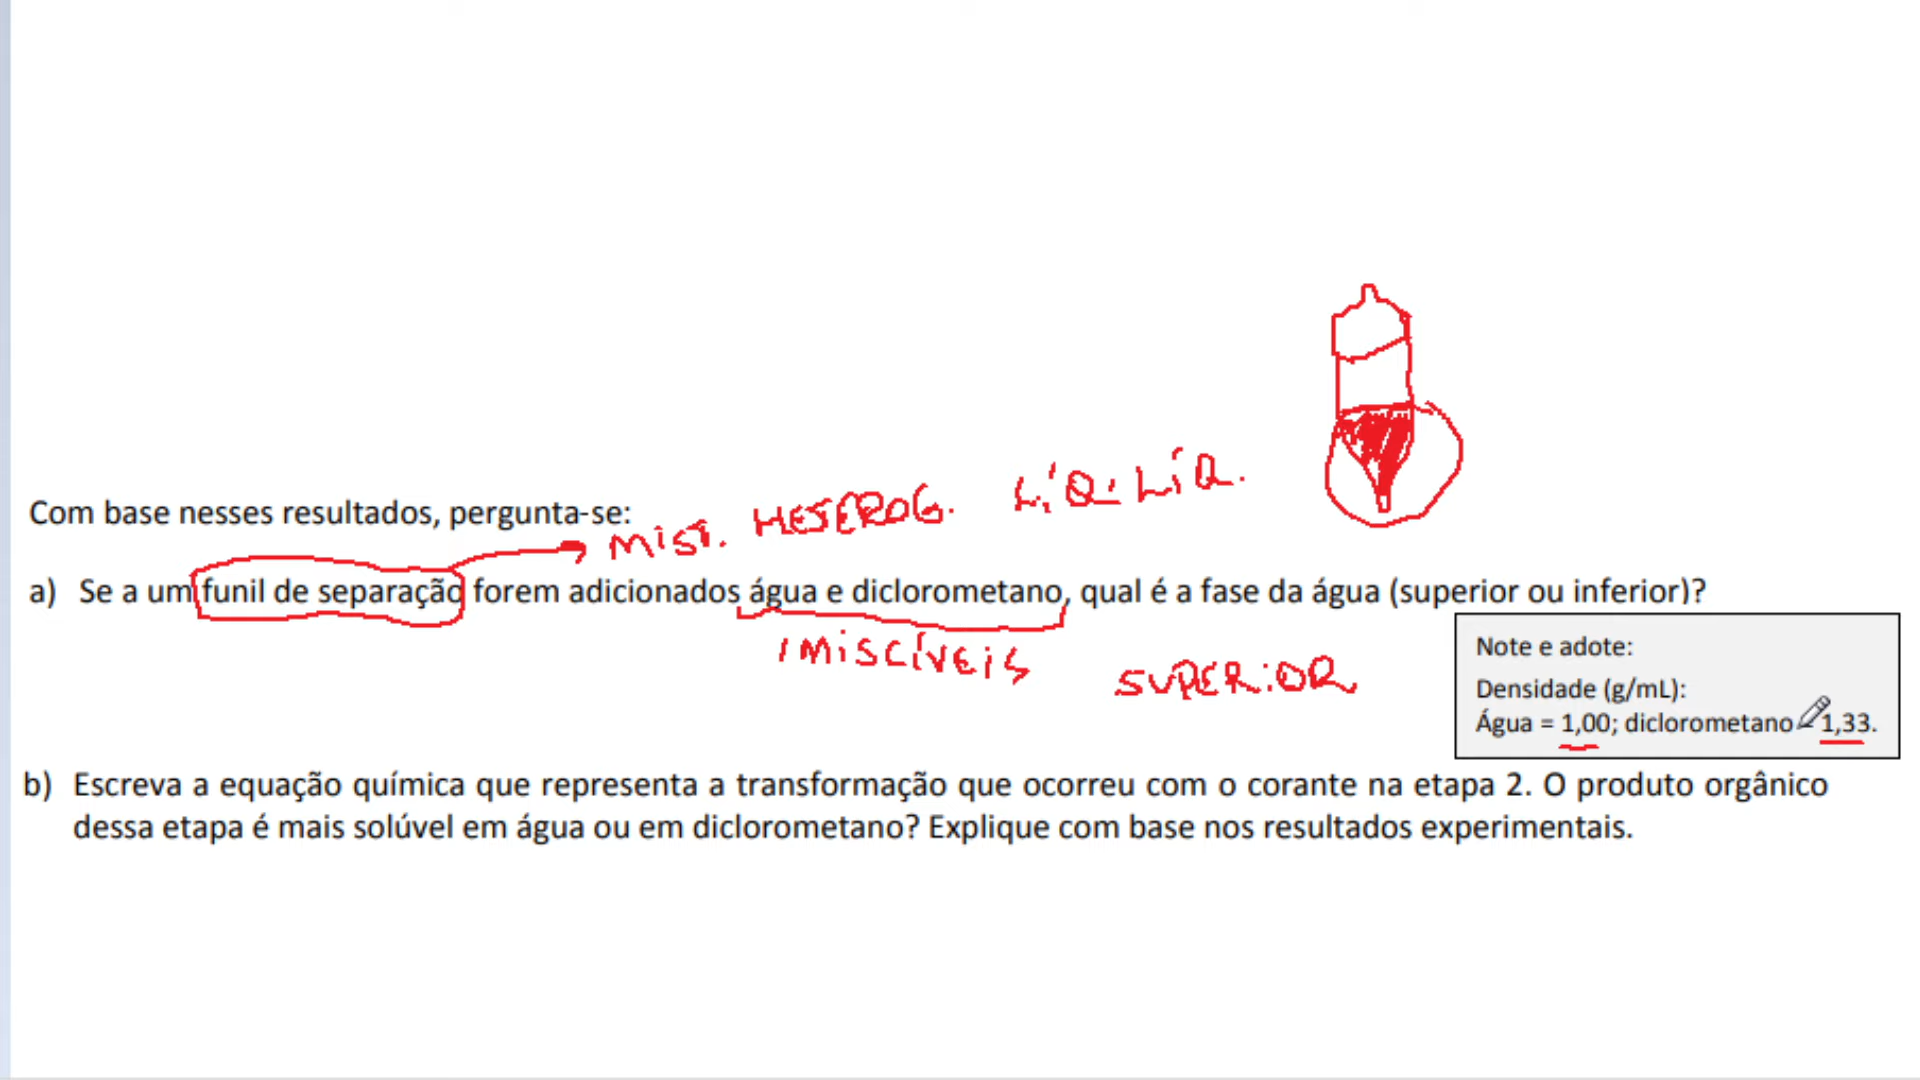 LÍQ. LÍQ.
Com base nesses resultados, pergunta-se:
MIST. HETEROG.
a) Se a um funil de separação forem adicionados água e diclorometano, qual é a fase da água (superior ou inferior)?
IMISCÍVEIS
SUPERIOR
Note e adote:
Densidade (g/mL):
Água = 1,00; diclorometano 1,33.
b) Escreva a equação química que representa a transformação que ocorreu com o corante na etapa 2. O produto orgânico
dessa etapa é mais solúvel em água ou em diclorometano? Explique com base nos resultados experimentais.